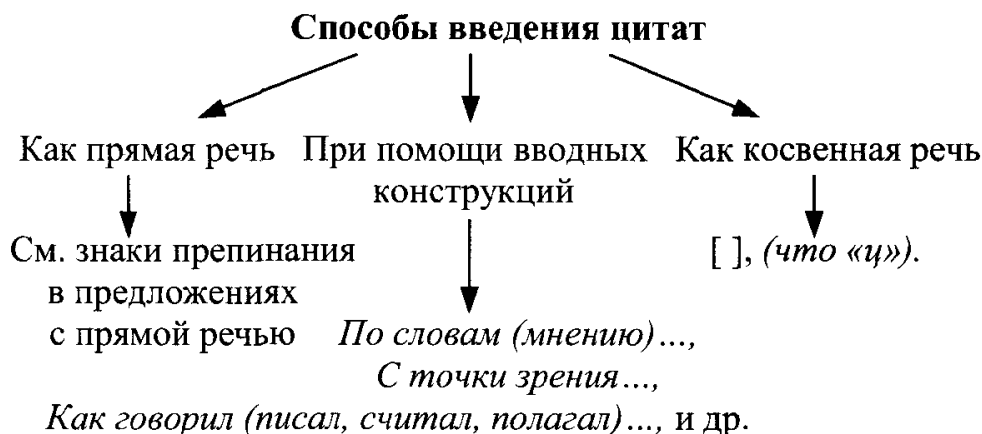 Способы введения цитат
Как прямая речь При помощи вводных Как косвенная речь
конструкций
См. знаки препинания [ ], (что «ц»).
в предложениях
с прямой речью По словам (мнению)...,
С точки зрения...,
Как говорил (писал, считал, полагал)..., и др.